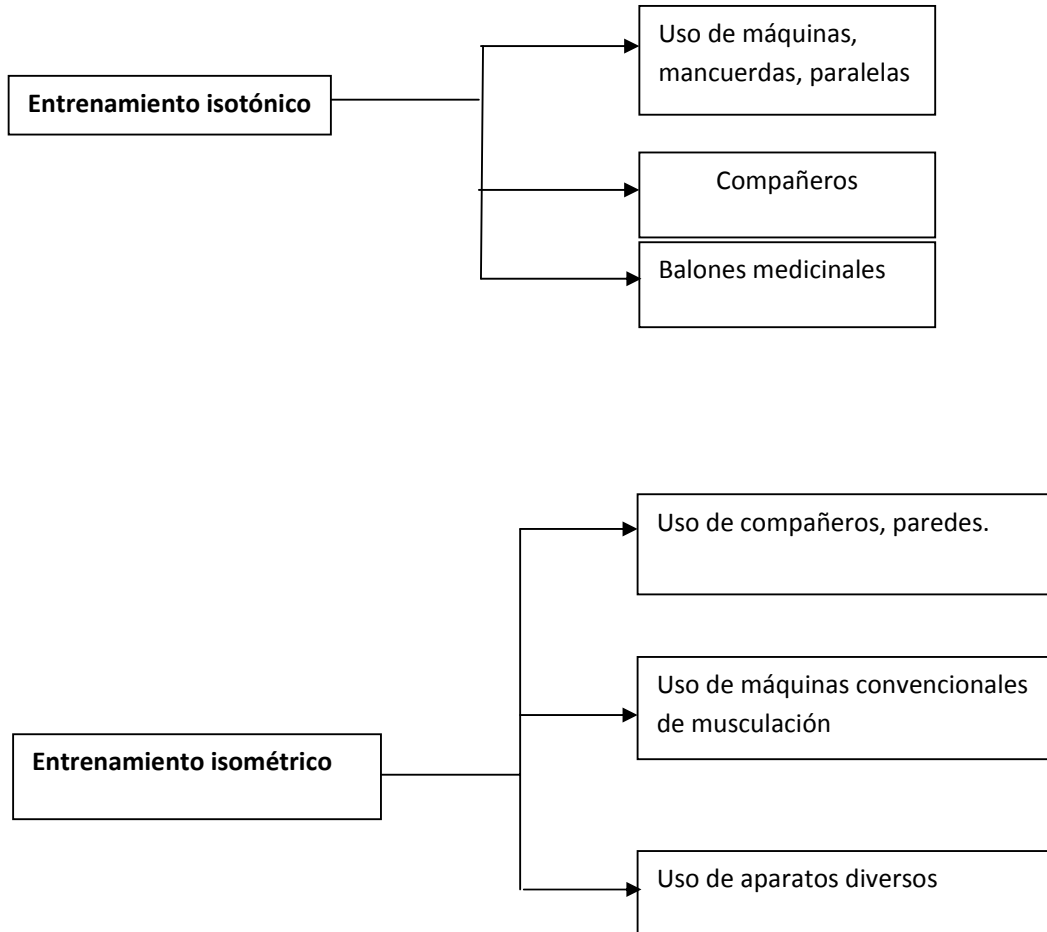 Uso de máquinas,
mancuerdas, paralelas
Entrenamiento isotónico
Compañeros
Balones medicinales
Uso de compañeros, paredes.
Uso de máquinas convencionales
de musculación
Entrenamiento isométrico
Uso de aparatos diversos